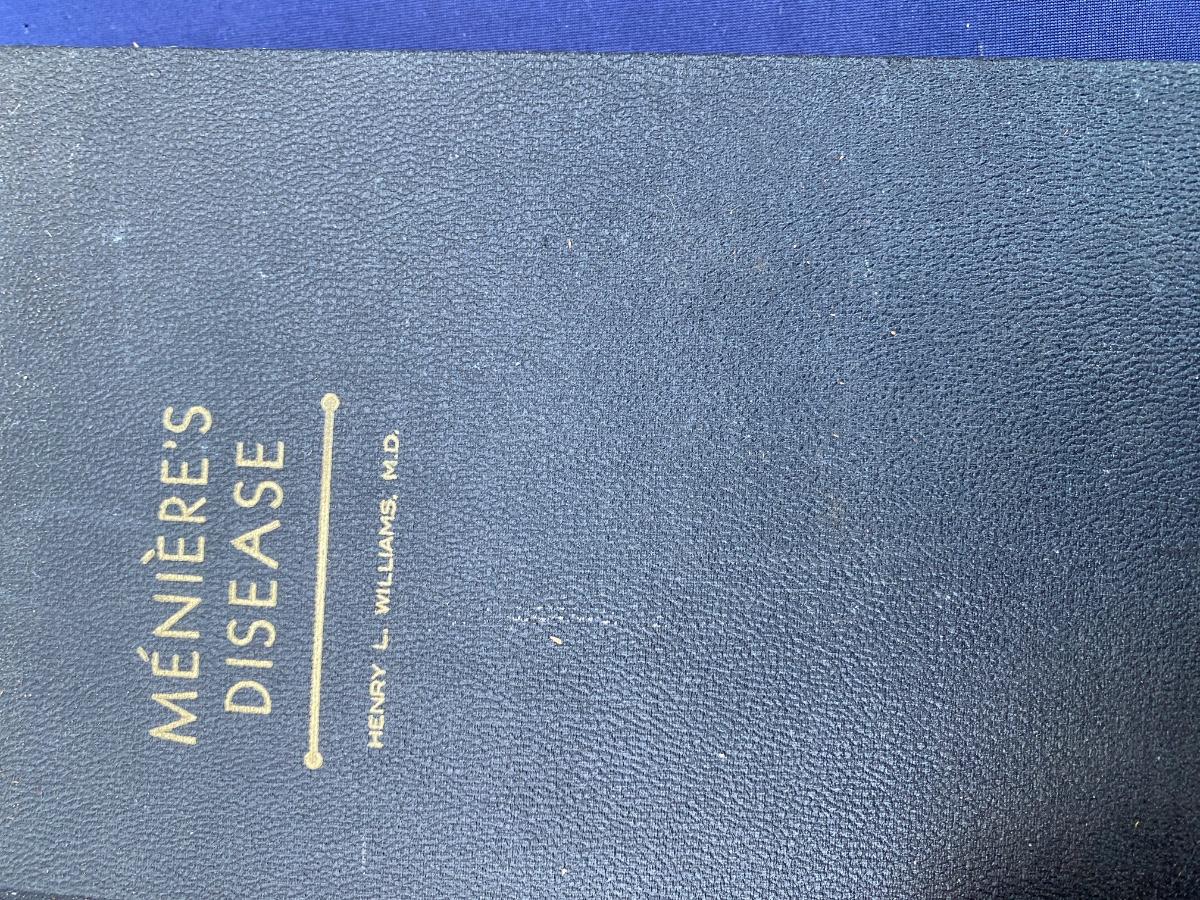 MÉNIÈRE'S
DISEASE
HENRY L. WILLIAMS, M.D.